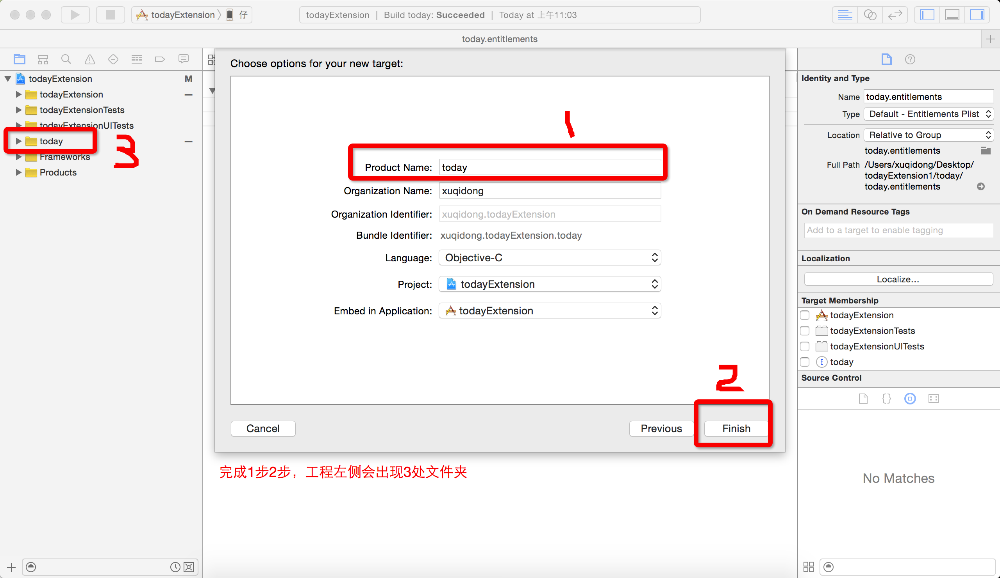 todayExtension 仔
todayExtension | Build today: Succeeded | Today at 上午11:03
today.entitlements
todayExtension M
todayExtension
todayExtensionTests
todayExtensionUITests
today
Frameworks
Products
3
Choose options for your new target:
1
Product Name: today
Organization Name: xuqidong
Organization Identifier: xuqidong.todayExtension
Bundle Identifier: xuqidong.todayExtension.today
Language: Objective-C
Project: todayExtension
Embed in Application: todayExtension
2
Cancel
Previous
Finish
完成1步2步，工程左侧会出现3处文件夹
Identity and Type
Name today.entitlements
Type Default - Entitlements Plist
Location Relative to Group
today.entitlements
Full Path /Users/xuqidong/Desktop/
todayExtension1/today/
today.entitlements
On Demand Resource Tags
Add to a target to enable tagging
Localization
Localize...
Target Membership
todayExtension
todayExtensionTests
todayExtensionUITests
E today
Source Control
No Matches